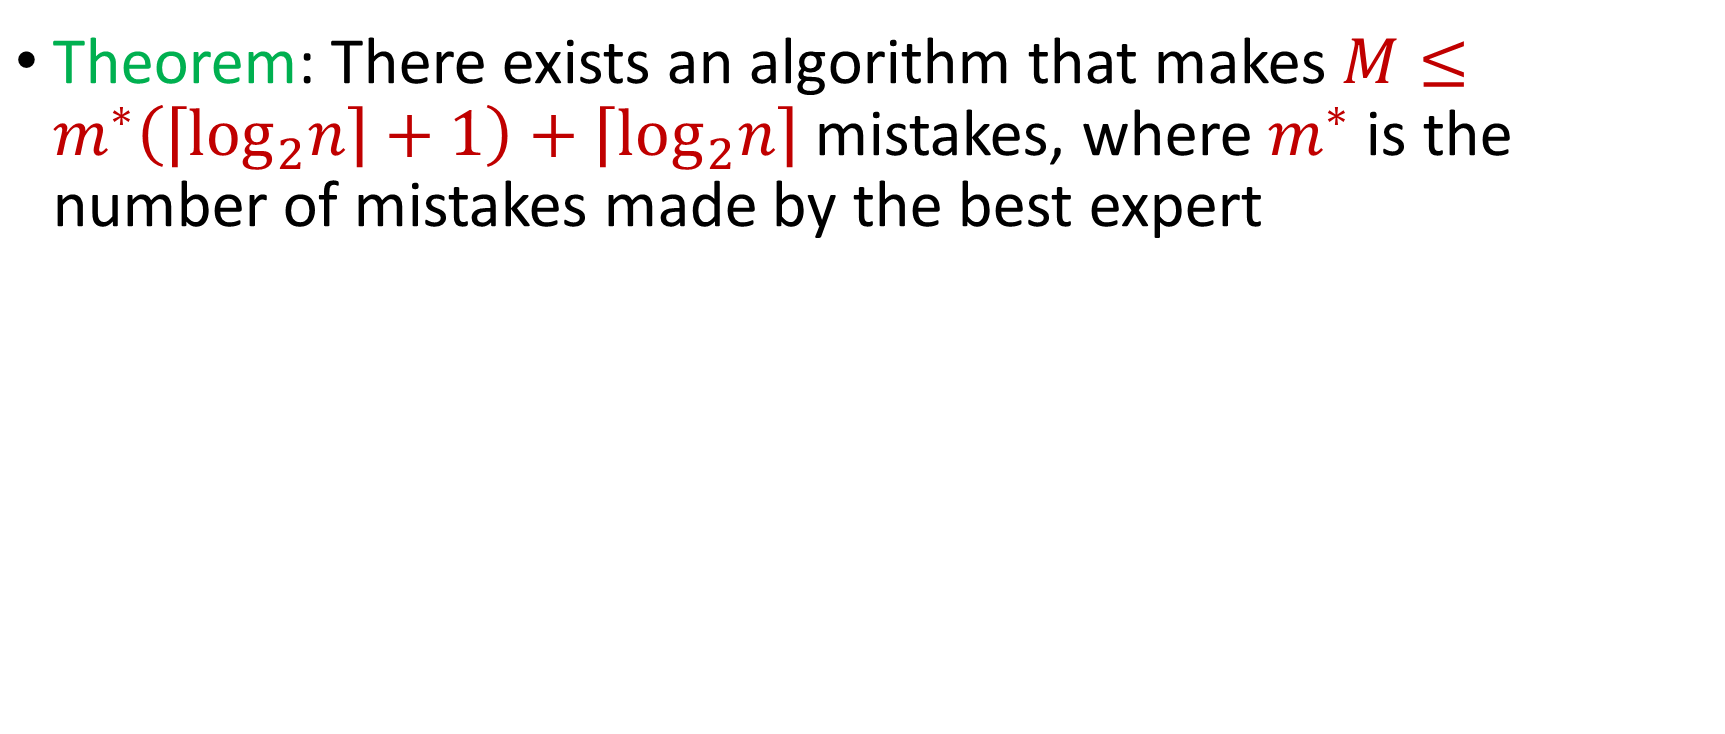 • Theorem: There exists an algorithm that makes M ≤
m*(⌈log₂n⌉ + 1) + ⌈log₂n⌉ mistakes, where m* is the
number of mistakes made by the best expert